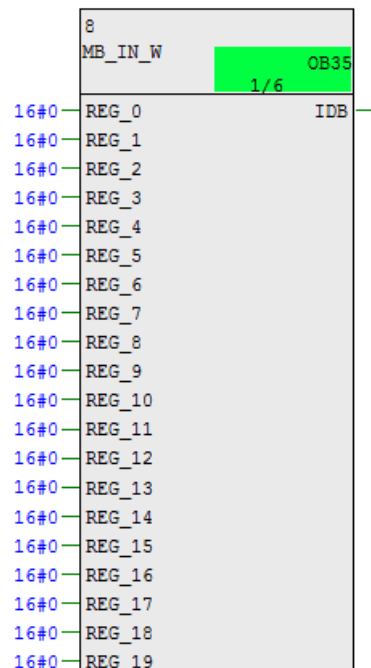 8
MB_IN_W
OB35
1/6
16#0 REG_0 IDB
16#0 REG_1
16#0 REG_2
16#0 REG_3
16#0 REG_4
16#0 REG_5
16#0 REG_6
16#0 REG_7
16#0 REG_8
16#0 REG_9
16#0 REG_10
16#0 REG_11
16#0 REG_12
16#0 REG_13
16#0 REG_14
16#0 REG_15
16#0 REG_16
16#0 REG_17
16#0 REG_18
16#0 REG_19